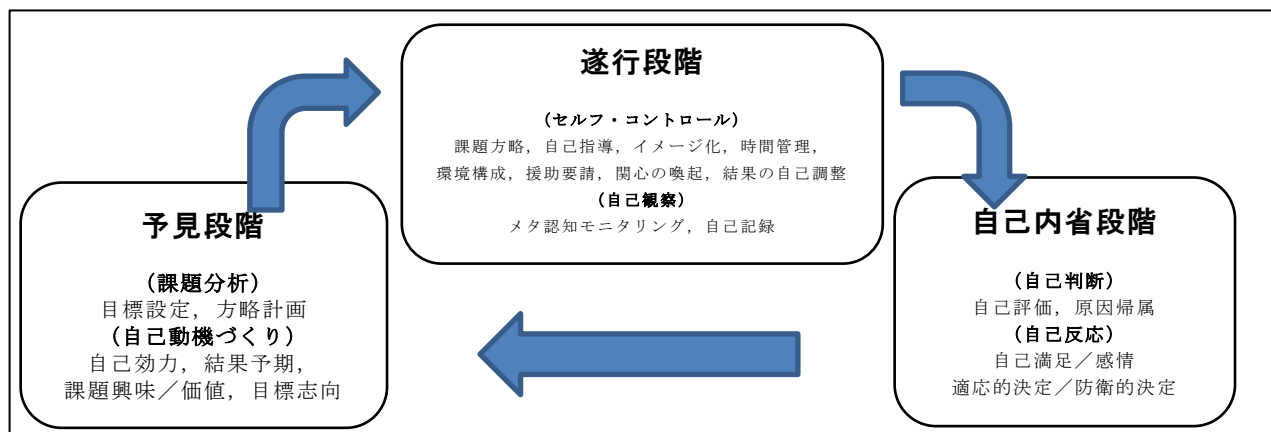 遂行段階
(セルフ・コントロール)
課題方略, 自己指導, イメージ化, 時間管理,
環境構成, 援助要請, 関心の喚起, 結果の自己調整
(自己観察)
メタ認知モニタリング, 自己記録
予見段階
(課題分析)
目標設定, 方略計画
(自己動機づくり)
自己効力, 結果予期,
課題興味／価値, 目標志向
自己内省段階
(自己判断)
自己評価, 原因帰属
(自己反応)
自己満足／感情
適応的決定／防衛的決定